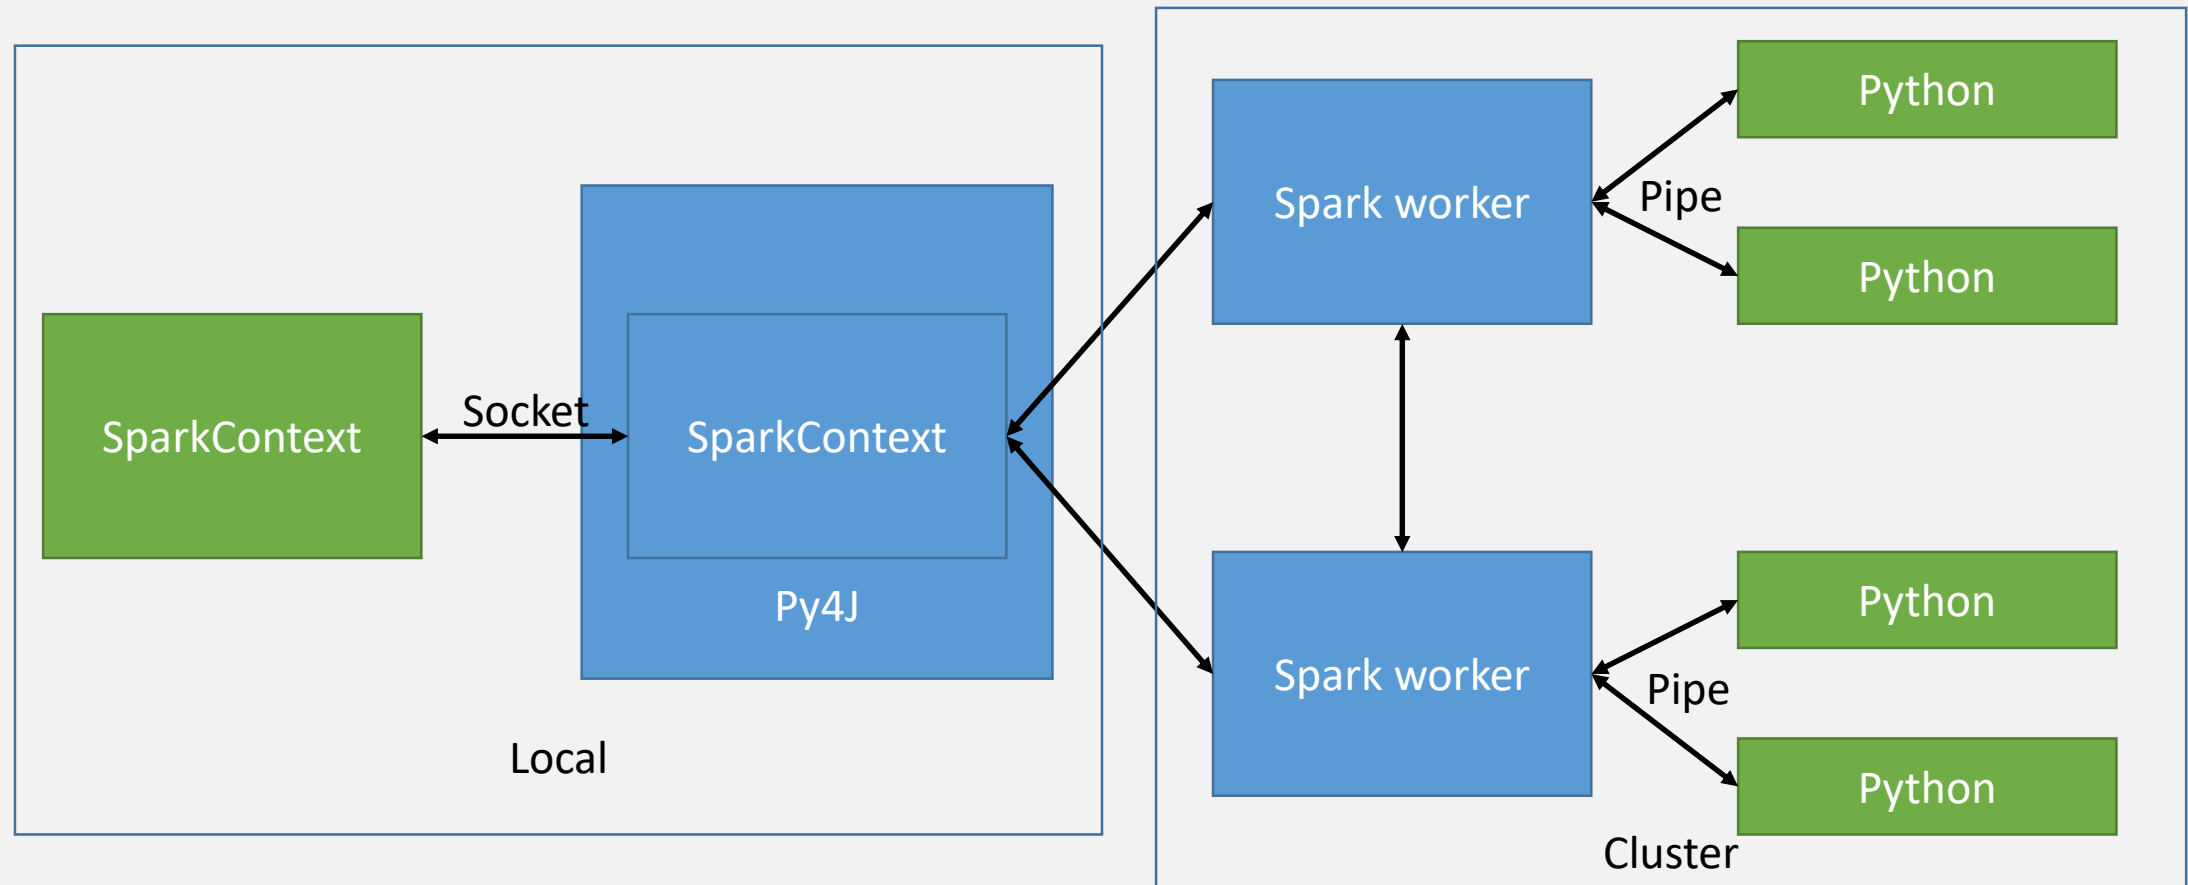 SparkContext
Socket
SparkContext
Py4J
Local
Spark worker
Pipe
Python
Python
Spark worker
Pipe
Python
Python
Cluster